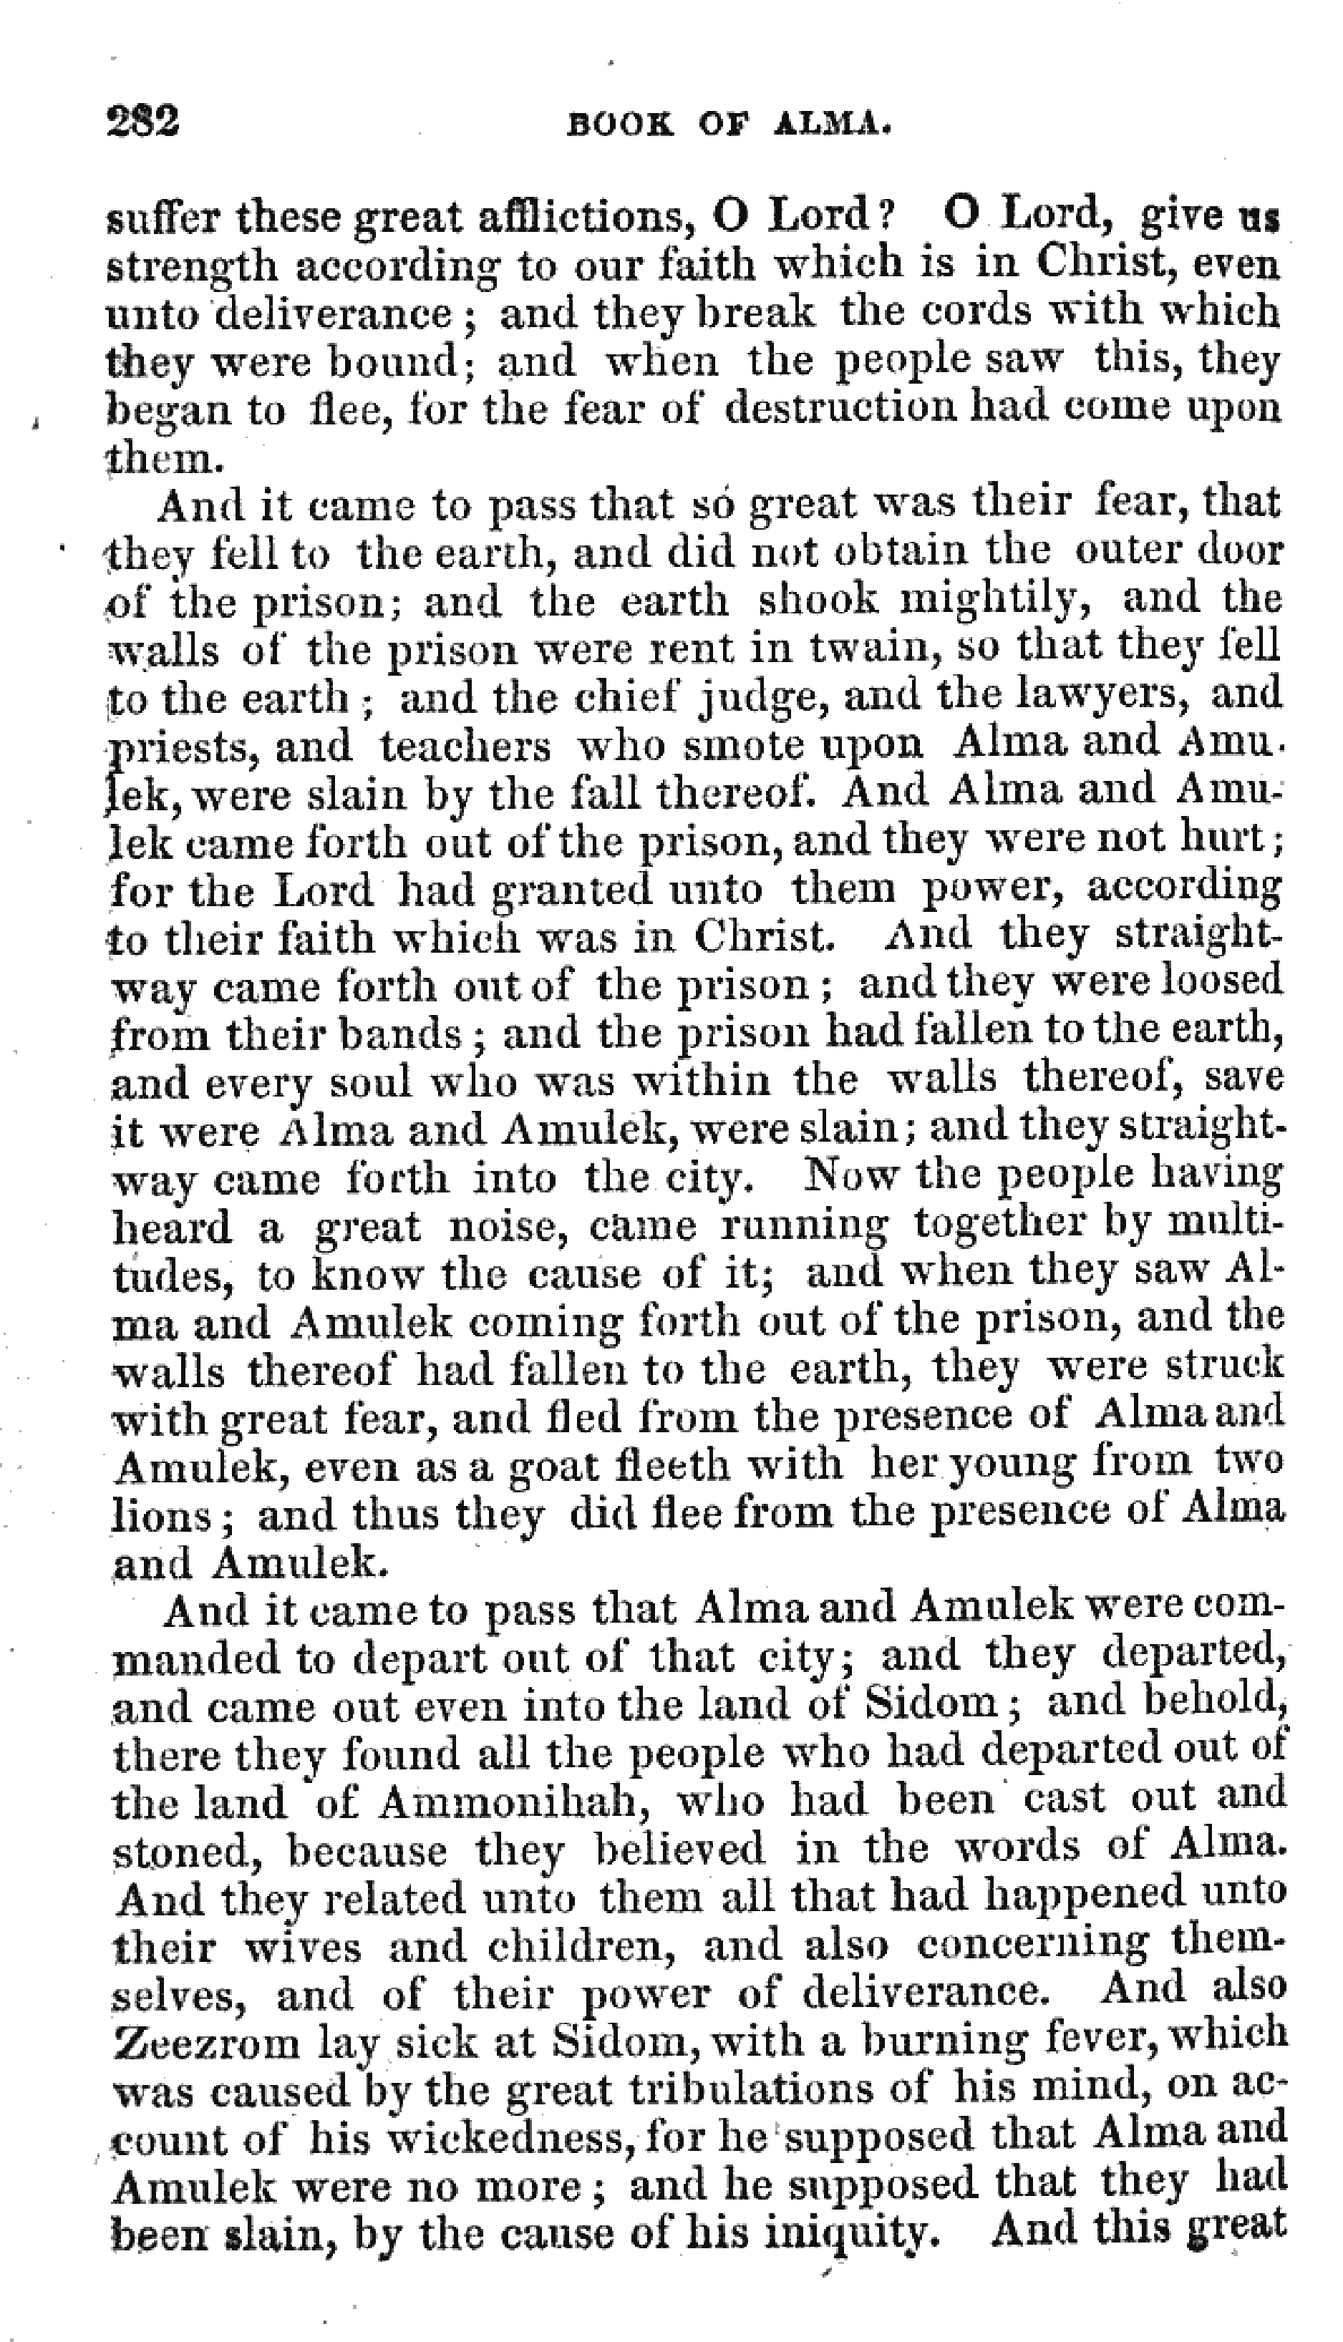 282 BOOK OF ALMA.
suffer these great afflictions, O Lord? O Lord, give us
strength according to our faith which is in Christ, even
unto deliverance; and they break the cords with which
they were bound; and when the people saw this, they
began to flee, for the fear of destruction had come upon
them.
And it came to pass that so great was their fear, that
they fell to the earth, and did not obtain the outer door
of the prison; and the earth shook mightily, and the
walls of the prison were rent in twain, so that they fell
to the earth; and the chief judge, and the lawyers, and
priests, and teachers who smote upon Alma and Amu-
lek, were slain by the fall thereof. And Alma and Amu-
lek came forth out of the prison, and they were not hurt;
for the Lord had granted unto them power, according
to their faith which was in Christ. And they straight-
way came forth out of the prison; and they were loosed
from their bands; and the prison had fallen to the earth,
and every soul who was within the walls thereof, save
it were Alma and Amulek, were slain; and they straight-
way came forth into the city. Now the people having
heard a great noise, came running together by multi-
tudes, to know the cause of it; and when they saw Al-
ma and Amulek coming forth out of the prison, and the
walls thereof had fallen to the earth, they were struck
with great fear, and fled from the presence of Alma and
Amulek, even as a goat fleeth with her young from two
lions; and thus they did flee from the presence of Alma
and Amulek.
And it came to pass that Alma and Amulek were com-
manded to depart out of that city; and they departed,
and came out even into the land of Sidom; and behold,
there they found all the people who had departed out of
the land of Ammonihah, who had been cast out and
stoned, because they believed in the words of Alma.
And they related unto them all that had happened unto
their wives and children, and also concerning them-
selves, and of their power of deliverance. And also
Zeezrom lay sick at Sidom, with a burning fever, which
was caused by the great tribulations of his mind, on ac-
count of his wickedness, for he supposed that Alma and
Amulek were no more; and he supposed that they had
been slain, by the cause of his iniquity. And this great